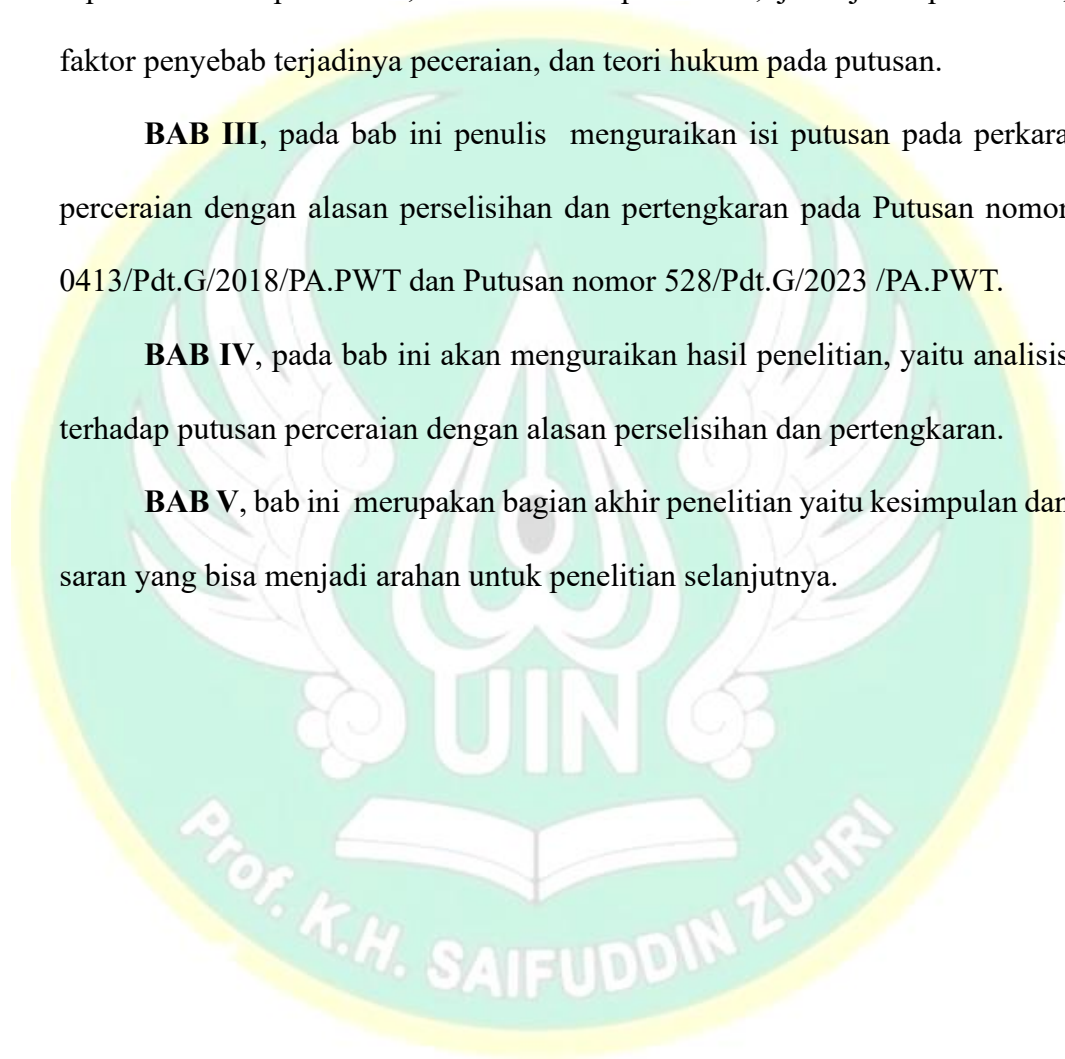 faktor penyebab terjadinya peceraian, dan teori hukum pada putusan.
BAB III, pada bab ini penulis menguraikan isi putusan pada perkara
perceraian dengan alasan perselisihan dan pertengkaran pada Putusan nomor
0413/Pdt.G/2018/PA.PWT dan Putusan nomor 528/Pdt.G/2023 /PA.PWT.
BAB IV, pada bab ini akan menguraikan hasil penelitian, yaitu analisis
terhadap putusan perceraian dengan alasan perselisihan dan pertengkaran.
BAB V, bab ini merupakan bagian akhir penelitian yaitu kesimpulan dan
saran yang bisa menjadi arahan untuk penelitian selanjutnya.
UIN
Prof. K.H. SAIFUDDIN ZUHRI